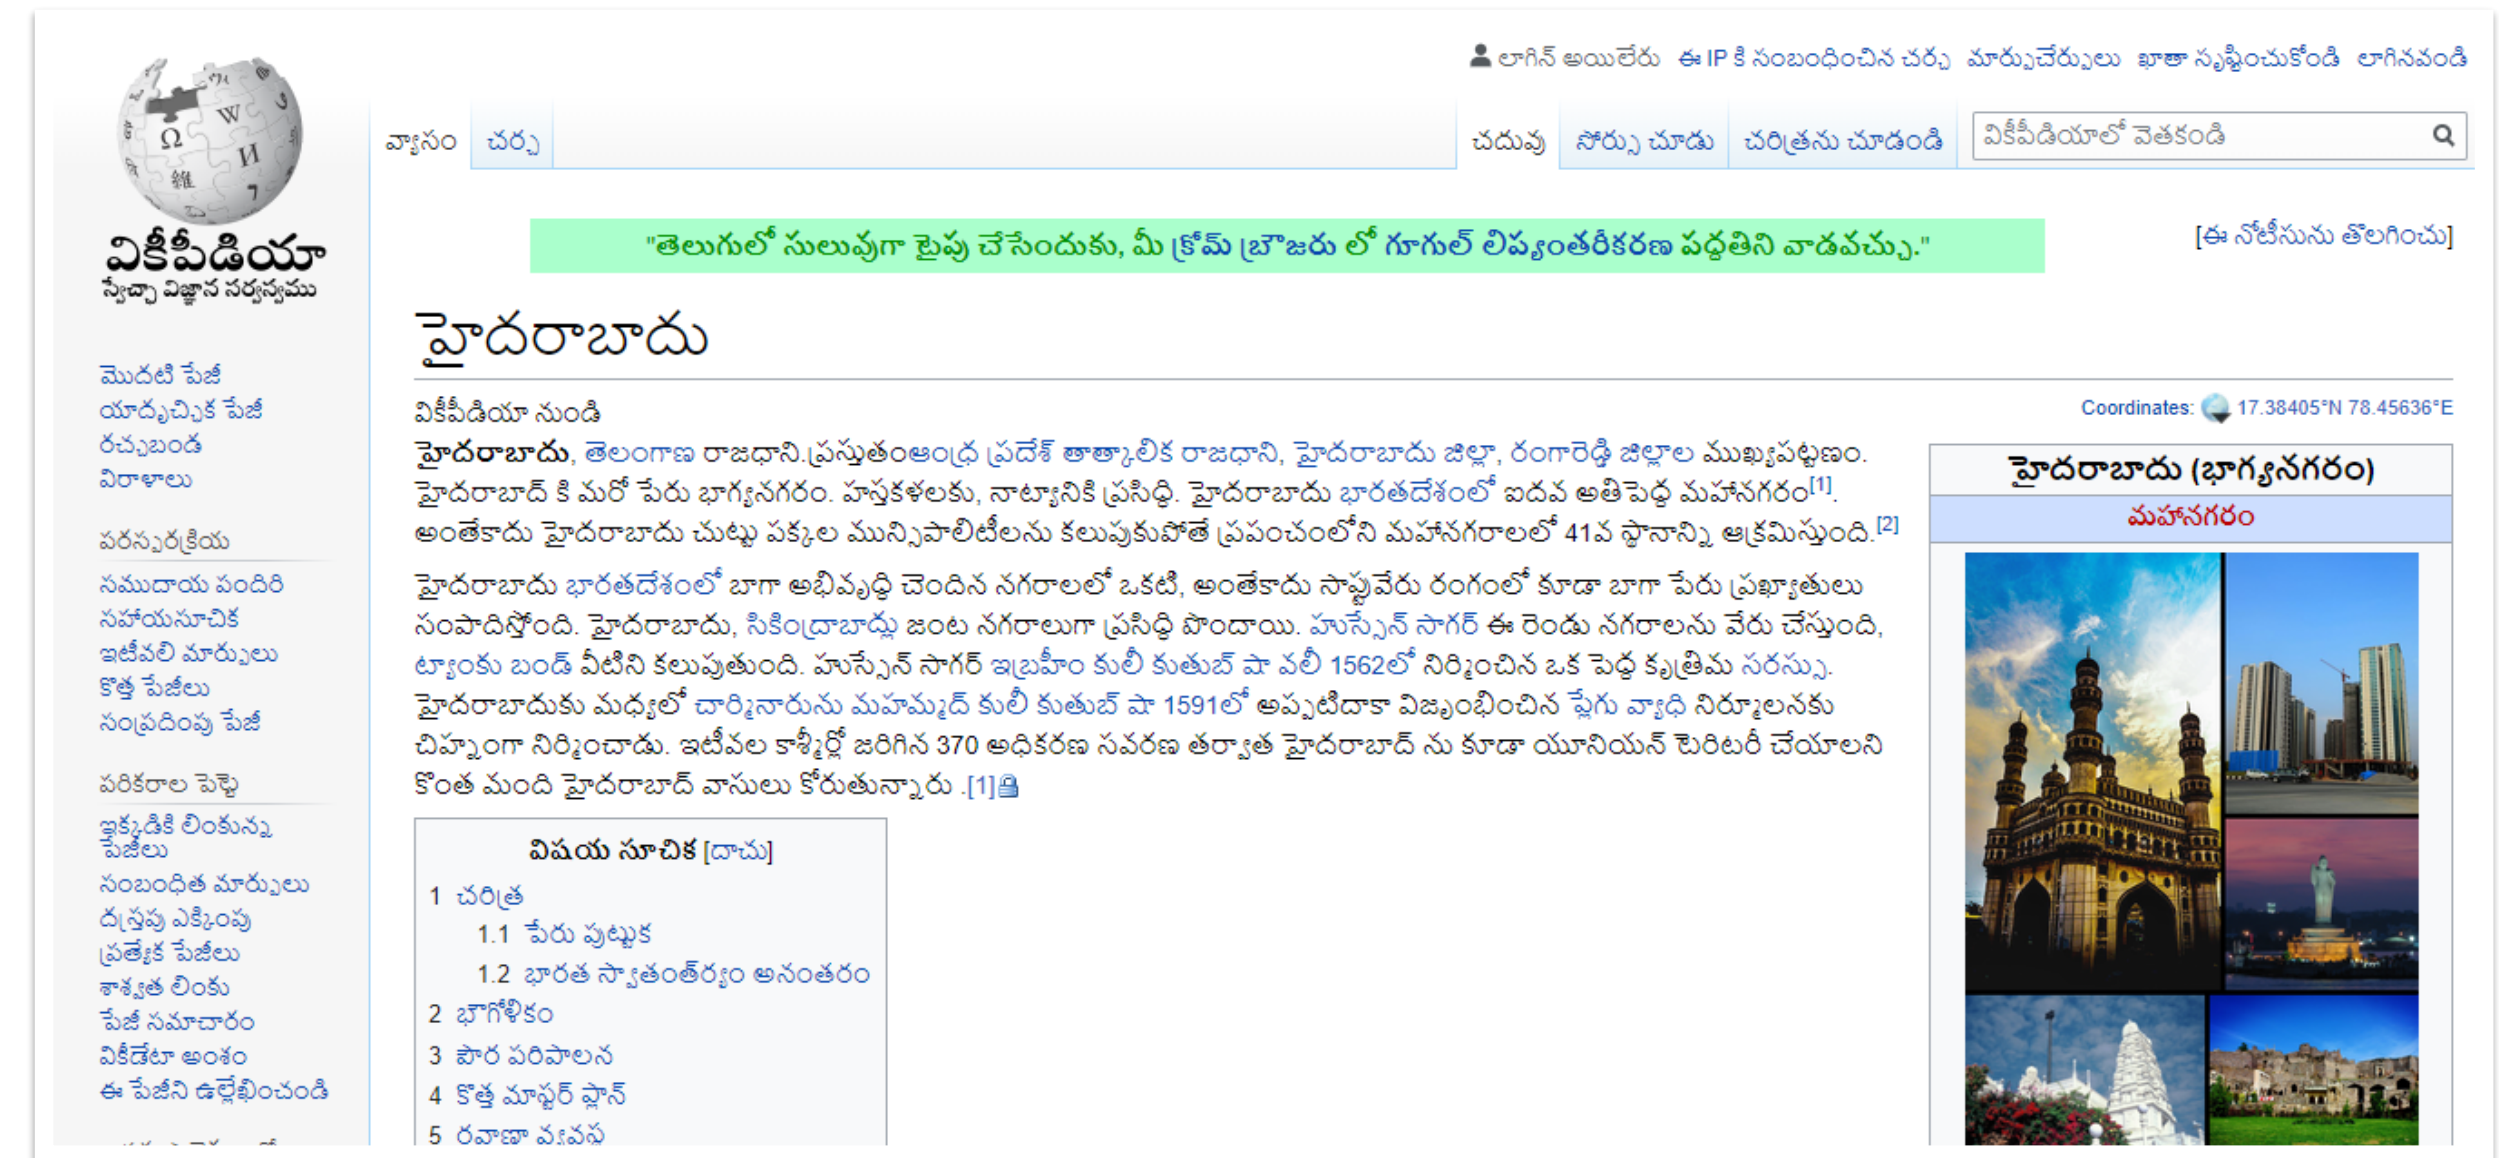 లాగిన్ అయిలేరు ఈ IP కి సంబంధించిన చర్చ మార్పుచేర్పులు ఖాతా సృష్టించుకోండి లాగినవండి
వ్యాసం చర్చ చదువు సోర్సు చూడు చరిత్రను చూడండి వికీపీడియాలో వెతకండి
వికీపీడియా
స్వేచ్ఛా విజ్ఞాన సర్వస్వము
మొదటి పేజీ
యాదృచ్ఛిక పేజీ
రచ్చబండ
విరాళాలు
పరస్పరక్రియ
సముదాయ పందిరి
సహాయసూచిక
ఇటీవలి మార్పులు
కొత్త పేజీలు
సంప్రదింపు పేజీ
పరికరాల పెట్టె
ఇక్కడికి లింకున్న
పేజీలు
సంబంధిత మార్పులు
దస్త్రపు ఎక్కింపు
ప్రత్యేక పేజీలు
శాశ్వత లింకు
పేజీ సమాచారం
వికీడేటా అంశం
ఈ పేజీని ఉల్లేఖించండి
"తెలుగులో సులువుగా టైపు చేసేందుకు, మీ క్రోమ్ బ్రౌజరు లో గూగుల్ లిప్యంతరీకరణ పద్ధతిని వాడవచ్చు."
[ఈ నోటీసును తొలగించు]
హైదరాబాదు
వికీపీడియా నుండి
Coordinates: 17.38405°N 78.45636°E
హైదరాబాదు, తెలంగాణ రాజధాని.ప్రస్తుతంఆంధ్ర ప్రదేశ్ తాత్కాలిక రాజధాని, హైదరాబాదు జిల్లా, రంగారెడ్డి జిల్లాల ముఖ్యపట్టణం.
హైదరాబాద్ కి మరో పేరు భాగ్యనగరం. హస్తకళలకు, నాట్యానికి ప్రసిద్ధి. హైదరాబాదు భారతదేశంలో ఐదవ అతిపెద్ద మహానగరం[1].
అంతేకాదు హైదరాబాదు చుట్టు పక్కల మున్సిపాలిటీలను కలుపుకుపోతే ప్రపంచంలోని మహానగరాలలో 41వ స్థానాన్ని ఆక్రమిస్తుంది.[2]
హైదరాబాదు భారతదేశంలో బాగా అభివృద్ధి చెందిన నగరాలలో ఒకటి, అంతేకాదు సాఫ్టువేరు రంగంలో కూడా బాగా పేరు ప్రఖ్యాతులు
సంపాదిస్తోంది. హైదరాబాదు, సికింద్రాబాద్లు జంట నగరాలుగా ప్రసిద్ధి పొందాయి. హుస్సేన్ సాగర్ ఈ రెండు నగరాలను వేరు చేస్తుంది,
ట్యాంకు బండ్ వీటిని కలుపుతుంది. హుస్సేన్ సాగర్ ఇబ్రహీం కులీ కుతుబ్ షా వలీ 1562లో నిర్మించిన ఒక పెద్ద కృత్రిమ సరస్సు.
హైదరాబాదుకు మధ్యలో చార్మినారును మహమ్మద్ కులీ కుతుబ్ షా 1591లో అప్పటిదాకా విజృంభించిన ప్లేగు వ్యాధి నిర్మూలనకు
చిహ్నంగా నిర్మించాడు. ఇటీవల కాశ్మీర్లో జరిగిన 370 అధికరణ సవరణ తర్వాత హైదరాబాద్ ను కూడా యూనియన్ టెరిటరీ చేయాలని
కొంత మంది హైదరాబాద్ వాసులు కోరుతున్నారు .[1]
హైదరాబాదు (భాగ్యనగరం)
మహానగరం
విషయ సూచిక [దాచు]
1 చరిత్ర
1.1 పేరు పుట్టుక
1.2 భారత స్వాతంత్ర్యం అనంతరం
2 భౌగోళికం
3 పౌర పరిపాలన
4 కొత్త మాస్టర్ ప్లాన్
5 రవాణా వ్యవస్థ